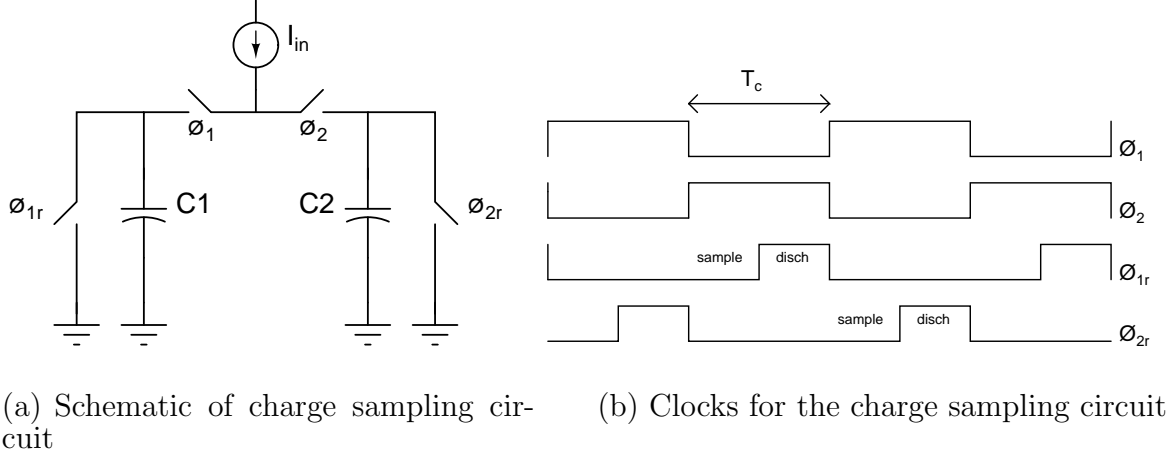 I_in
ø_1
ø_2
ø_1r
C1
C2
ø_2r
(a) Schematic of charge sampling cir-
cuit
T_c
Ø_1
Ø_2
sample disch
Ø_1r
sample disch
Ø_2r
(b) Clocks for the charge sampling circuit